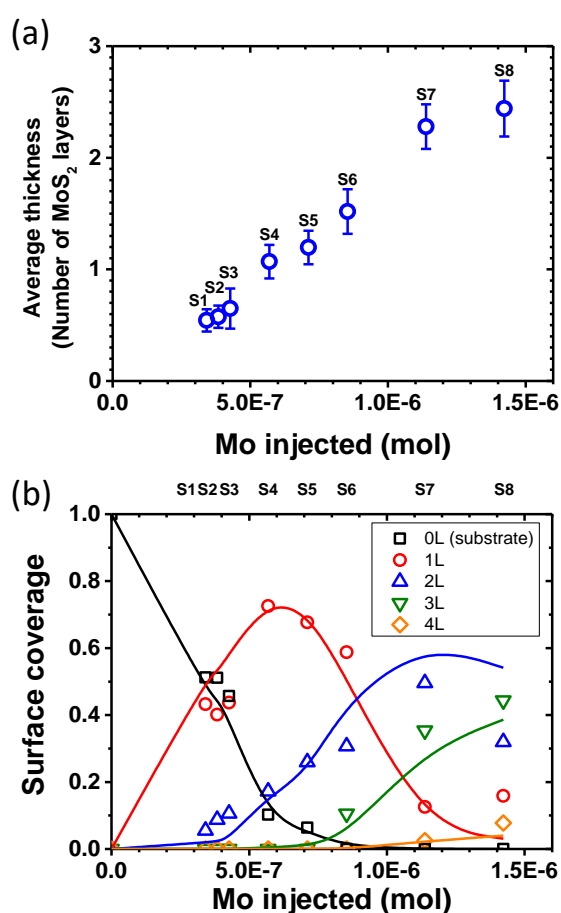 (a)
3
2
1
0
Average thickness
(Number of MoS₂ layers)
S1
S2
S3
S4
S5
S6
S7
S8
0.0
5.0E-7
1.0E-6
1.5E-6
Mo injected (mol)
(b)
S1 S2 S3 S4 S5 S6 S7 S8
1.0
0.8
0.6
0.4
0.2
0.0
Surface coverage
0L (substrate)
1L
2L
3L
4L
0.0
5.0E-7
1.0E-6
1.5E-6
Mo injected (mol)